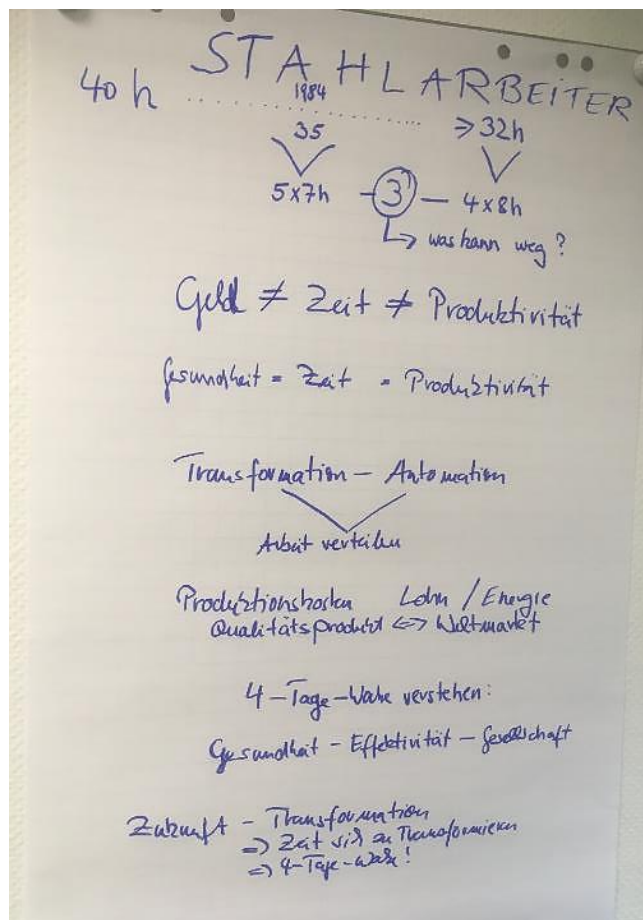 STAHLARBEITER
40h 1984
35 => 32h
5x7h - 3 - 4x8h
was kann weg?
Geld ≠ Zeit ≠ Produktivität
Gesundheit = Zeit = Produktivität
Transformation - Automation
Arbeit verteilen
Produktionskosten Lohn / Energie
Qualitätsprodukt <=> Weltmarkt
4-Tage-Woche verstehen:
Gesundheit - Effektivität - Gesellschaft
Zukunft - Transformation
=> Zeit sich zu Transformieren
=> 4-Tage-Woche!